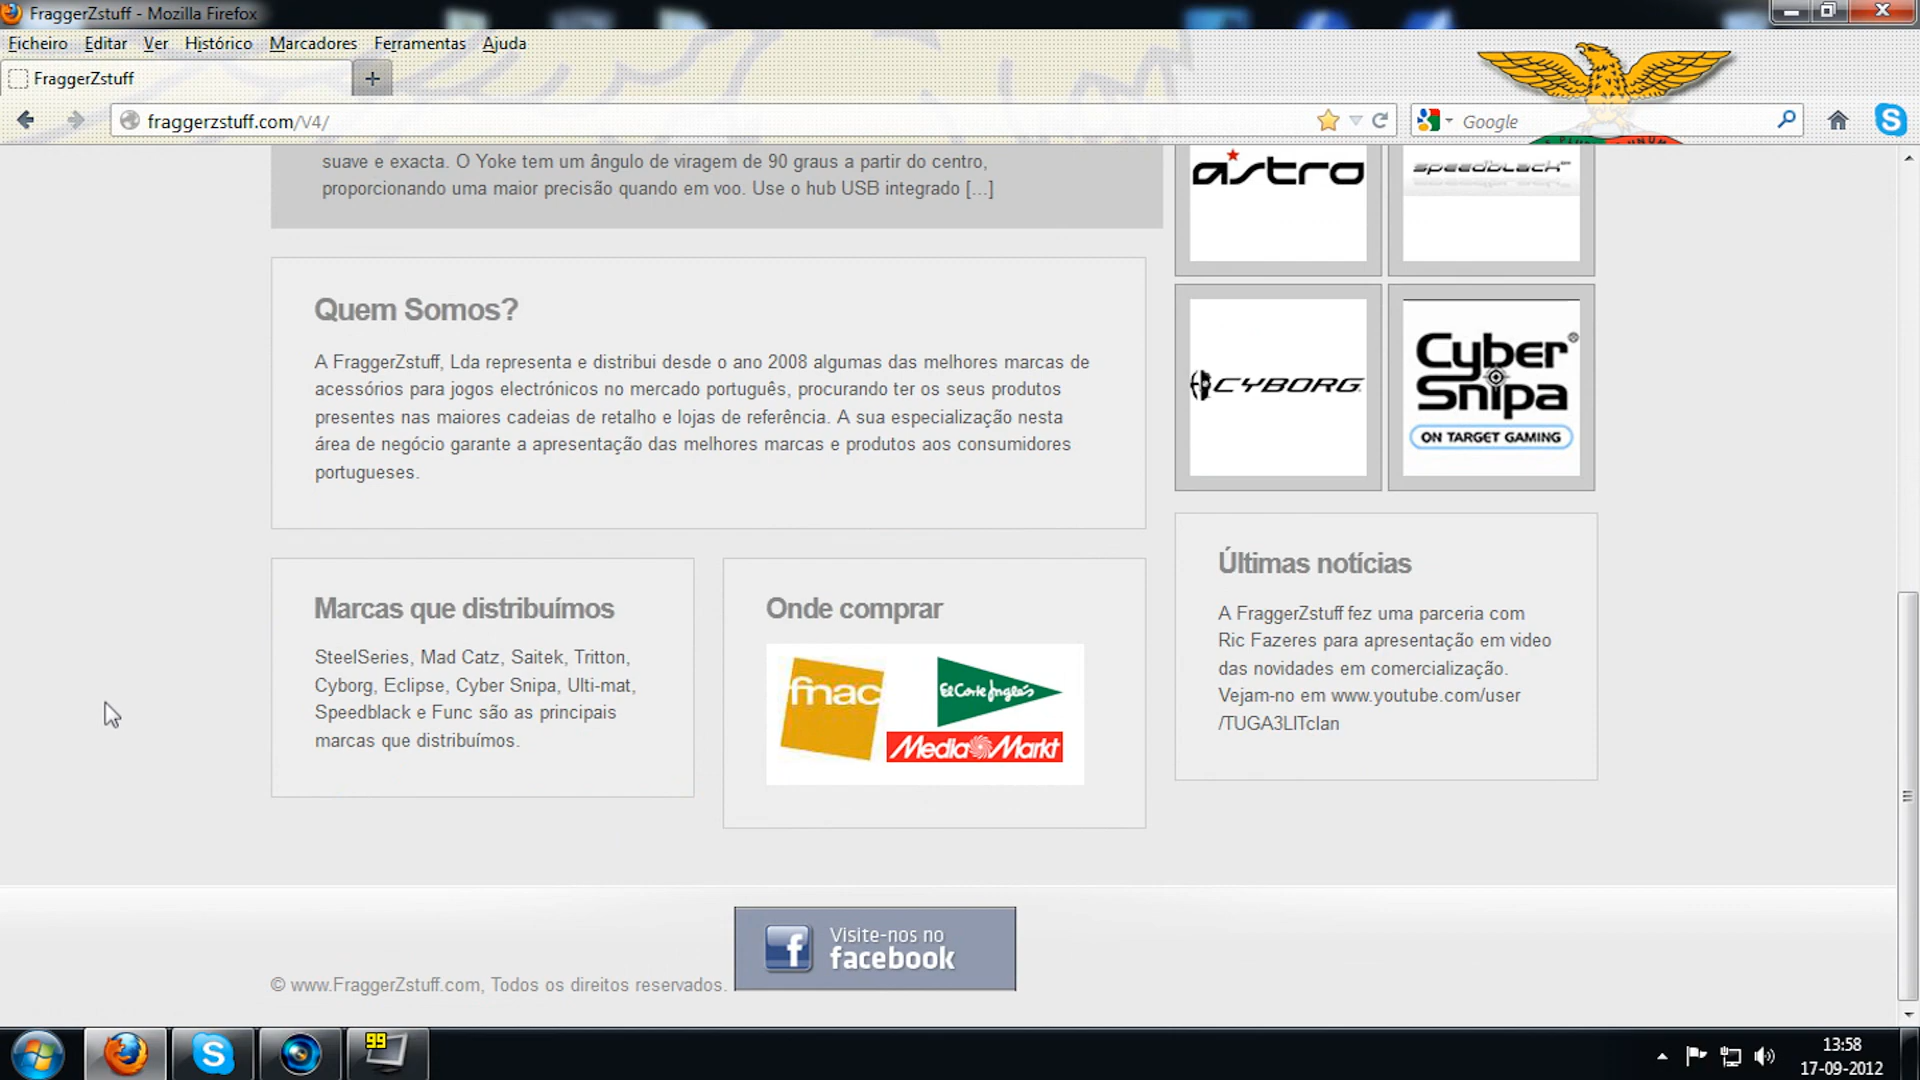 FraggerZstuff - Mozilla Firefox
Ficheiro Editar Ver Histórico Marcadores Ferramentas Ajuda
FraggerZstuff
fraggerzstuff.com/V4/
Google
suave e exacta. O Yoke tem um ângulo de viragem de 90 graus a partir do centro,
proporcionando uma maior precisão quando em voo. Use o hub USB integrado [...]
astro
speedblack
Quem Somos?
A FraggerZstuff, Lda representa e distribui desde o ano 2008 algumas das melhores marcas de
acessórios para jogos electrónicos no mercado português, procurando ter os seus produtos
presentes nas maiores cadeias de retalho e lojas de referência. A sua especialização nesta
área de negócio garante a apresentação das melhores marcas e produtos aos consumidores
portugueses.
CYBORG
Cyber
Snipa
ON TARGET GAMING
Marcas que distribuímos
SteelSeries, Mad Catz, Saitek, Tritton,
Cyborg, Eclipse, Cyber Snipa, Ulti-mat,
Speedblack e Func são as principais
marcas que distribuímos.
Onde comprar
fnac
El Corte Inglés
Media Markt
Últimas notícias
A FraggerZstuff fez uma parceria com
Ric Fazeres para apresentação em video
das novidades em comercialização.
Vejam-no em www.youtube.com/user
/TUGA3LITclan
© www.FraggerZstuff.com, Todos os direitos reservados.
Visite-nos no
facebook
99
13:58
17-09-2012